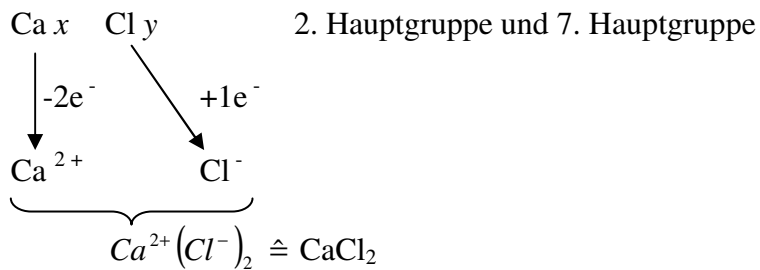 Ca x Cl y 2. Hauptgruppe und 7. Hauptgruppe
-2e⁻ +1e⁻
Ca²⁺ Cl⁻
Ca²⁺(Cl⁻)₂ ≙ CaCl₂